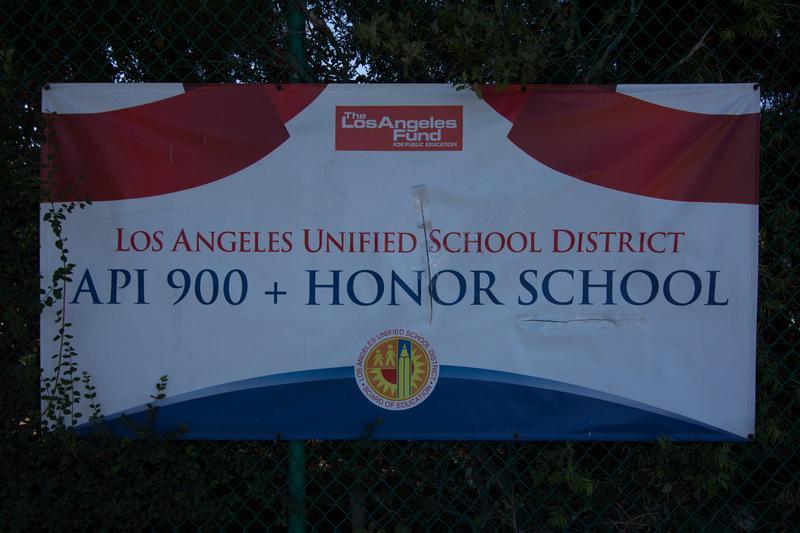 The
Los Angeles
Fund
FOR PUBLIC EDUCATION
LOS ANGELES UNIFIED SCHOOL DISTRICT
API 900 + HONOR SCHOOL
LOS ANGELES UNIFIED SCHOOL DISTRICT
BOARD OF EDUCATION